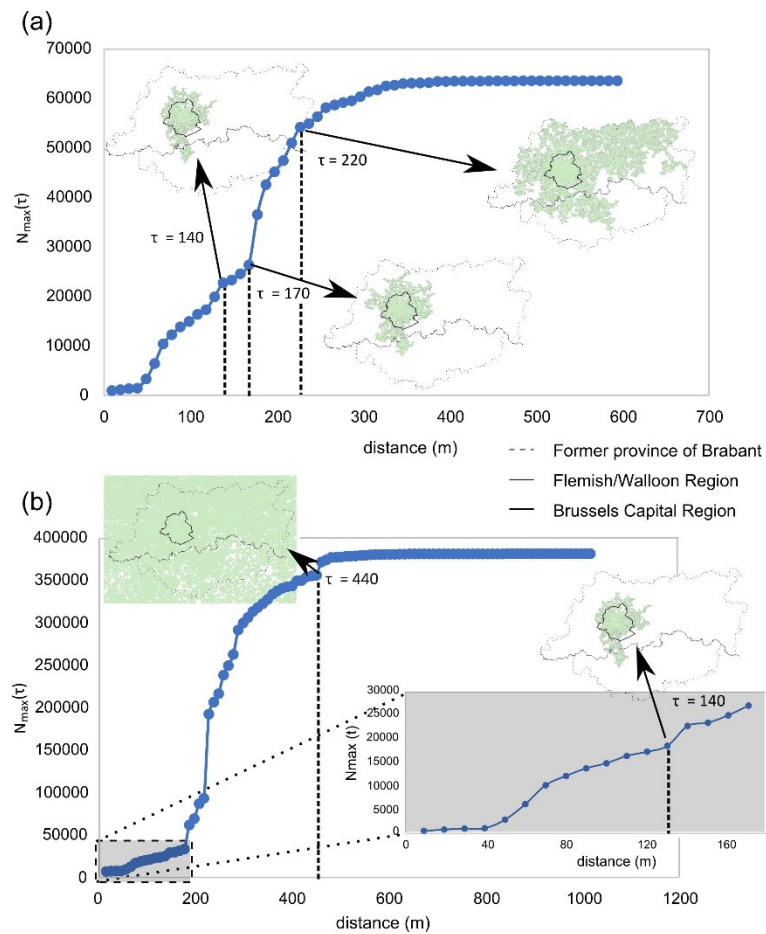 (a)
70000
60000
50000
40000
30000
20000
10000
0
Nmax(τ)
τ = 140
τ = 170
τ = 220
0 100 200 300 400 500 600 700
distance (m)
Former province of Brabant
Flemish/Walloon Region
Brussels Capital Region
(b)
400000
350000
300000
250000
200000
150000
100000
50000
0
Nmax(τ)
τ = 440
0 200 400 600 800 1000 1200
distance (m)
τ = 140
30000
25000
20000
15000
10000
5000
0
Nmax (t)
0 40 80 120 160
distance (m)